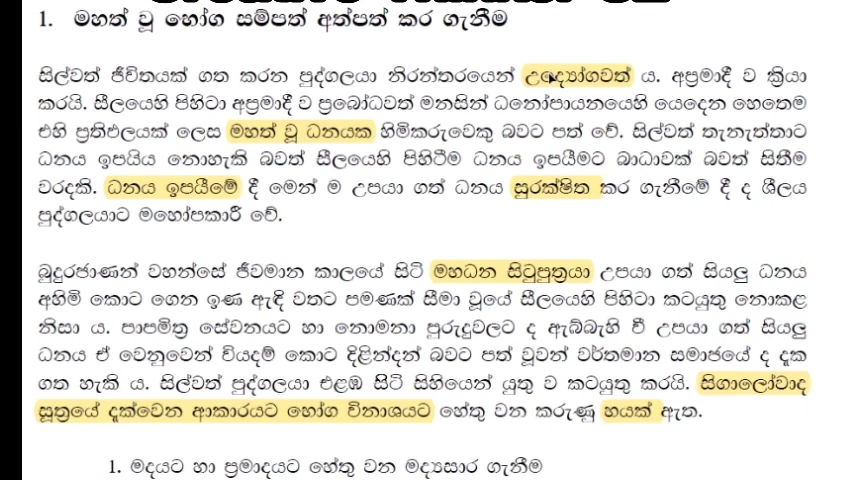 1. මහත් වූ භෝග සම්පත් අත්පත් කර ගැනීම
සිල්වත් ජීවිතයක් ගත කරන පුද්ගලයා නිරන්තරයෙන් උද්‍යෝගවත් ය. අප්‍රමාදී ව ක්‍රියා
කරයි. සීලයෙහි පිහිටා අප්‍රමාදී ව ප්‍රබෝධවත් මනසින් ධනෝපායනයෙහි යෙදෙන හෙතෙම
එහි ප්‍රතිඵලයක් ලෙස මහත් වූ ධනයක හිමිකරුවෙකු බවට පත් වේ. සිල්වත් තැනැත්තාට
ධනය ඉපයිය නොහැකි බවත් සීලයෙහි පිහිටීම ධනය ඉපයීමට බාධාවක් බවත් සිතීම
වරදකි. ධනය ඉපයීමේ දී මෙන් ම උපයා ගත් ධනය සුරක්ෂිත කර ගැනීමේ දී ද ශීලය
පුද්ගලයාට මහෝපකාරී වේ.
බුදුරජාණන් වහන්සේ ජීවමාන කාලයේ සිටි මහධන සිටුපුත්‍රයා උපයා ගත් සියලු ධනය
අහිමි කොට ගෙන ඉණ ඇඳි වතට පමණක් සීමා වූයේ සීලයෙහි පිහිටා කටයුතු නොකළ
නිසා ය. පාපමිත්‍ර සේවනයට හා නොමනා පුරුදුවලට ද ඇබ්බැහි වී උපයා ගත් සියලු
ධනය ඒ වෙනුවෙන් වියදම් කොට දිළින්දන් බවට පත් වූවන් වර්තමාන සමාජයේ ද දැක
ගත හැකි ය. සිල්වත් පුද්ගලයා එළඹ සිටි සිහියෙන් යුතු ව කටයුතු කරයි. සිගාලෝවාද
සූත්‍රයේ දැක්වෙන ආකාරයට භෝග විනාශයට හේතු වන කරුණු හයක් ඇත.
1. මදයට හා ප්‍රමාදයට හේතු වන මද්‍යසාර ගැනීම